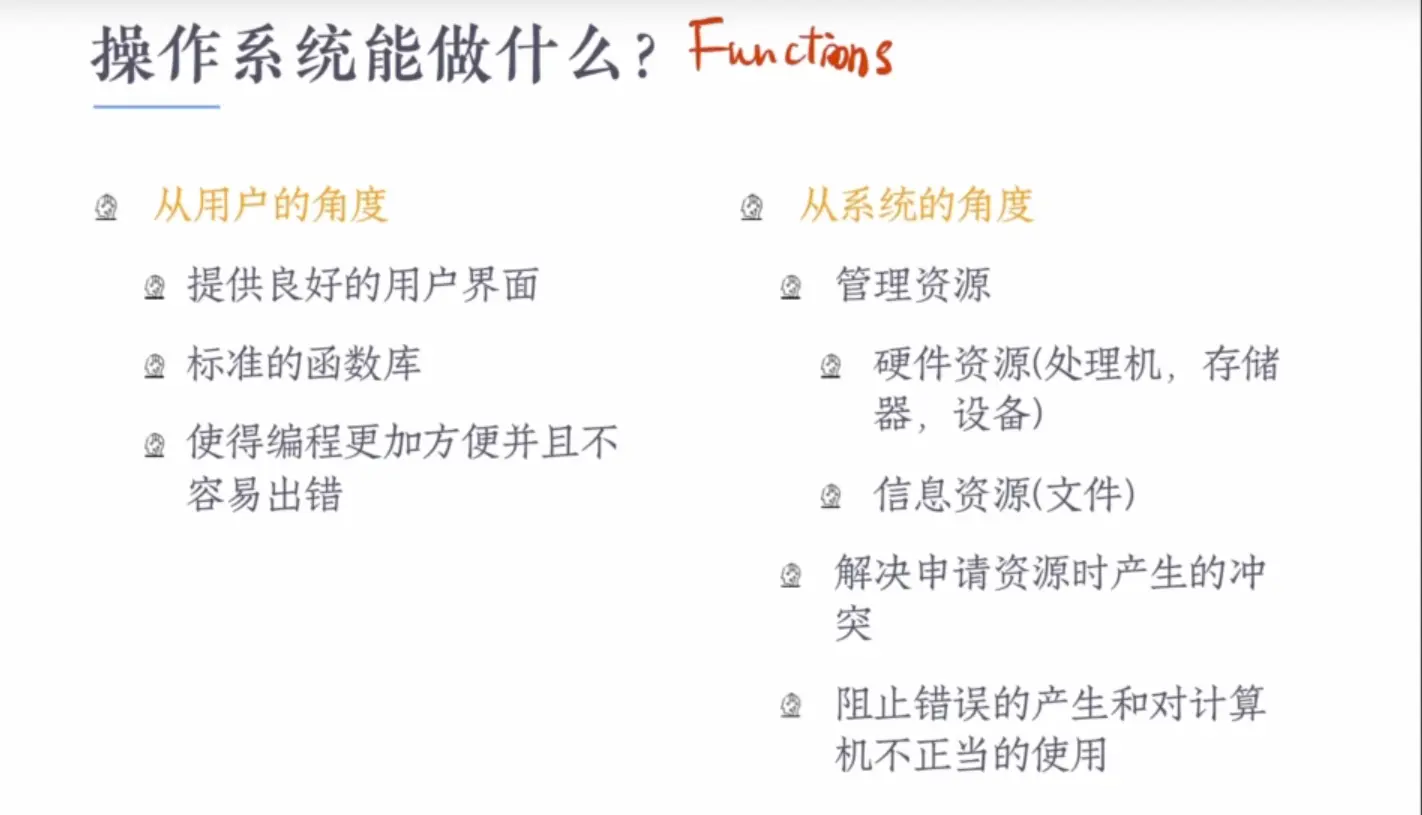 操作系统能做什么? Functions
从用户的角度
提供良好的用户界面
标准的函数库
使得编程更加方便并且不
容易出错
从系统的角度
管理资源
硬件资源(处理机，存储
器，设备)
信息资源(文件)
解决申请资源时产生的冲
突
阻止错误的产生和对计算
机不正当的使用